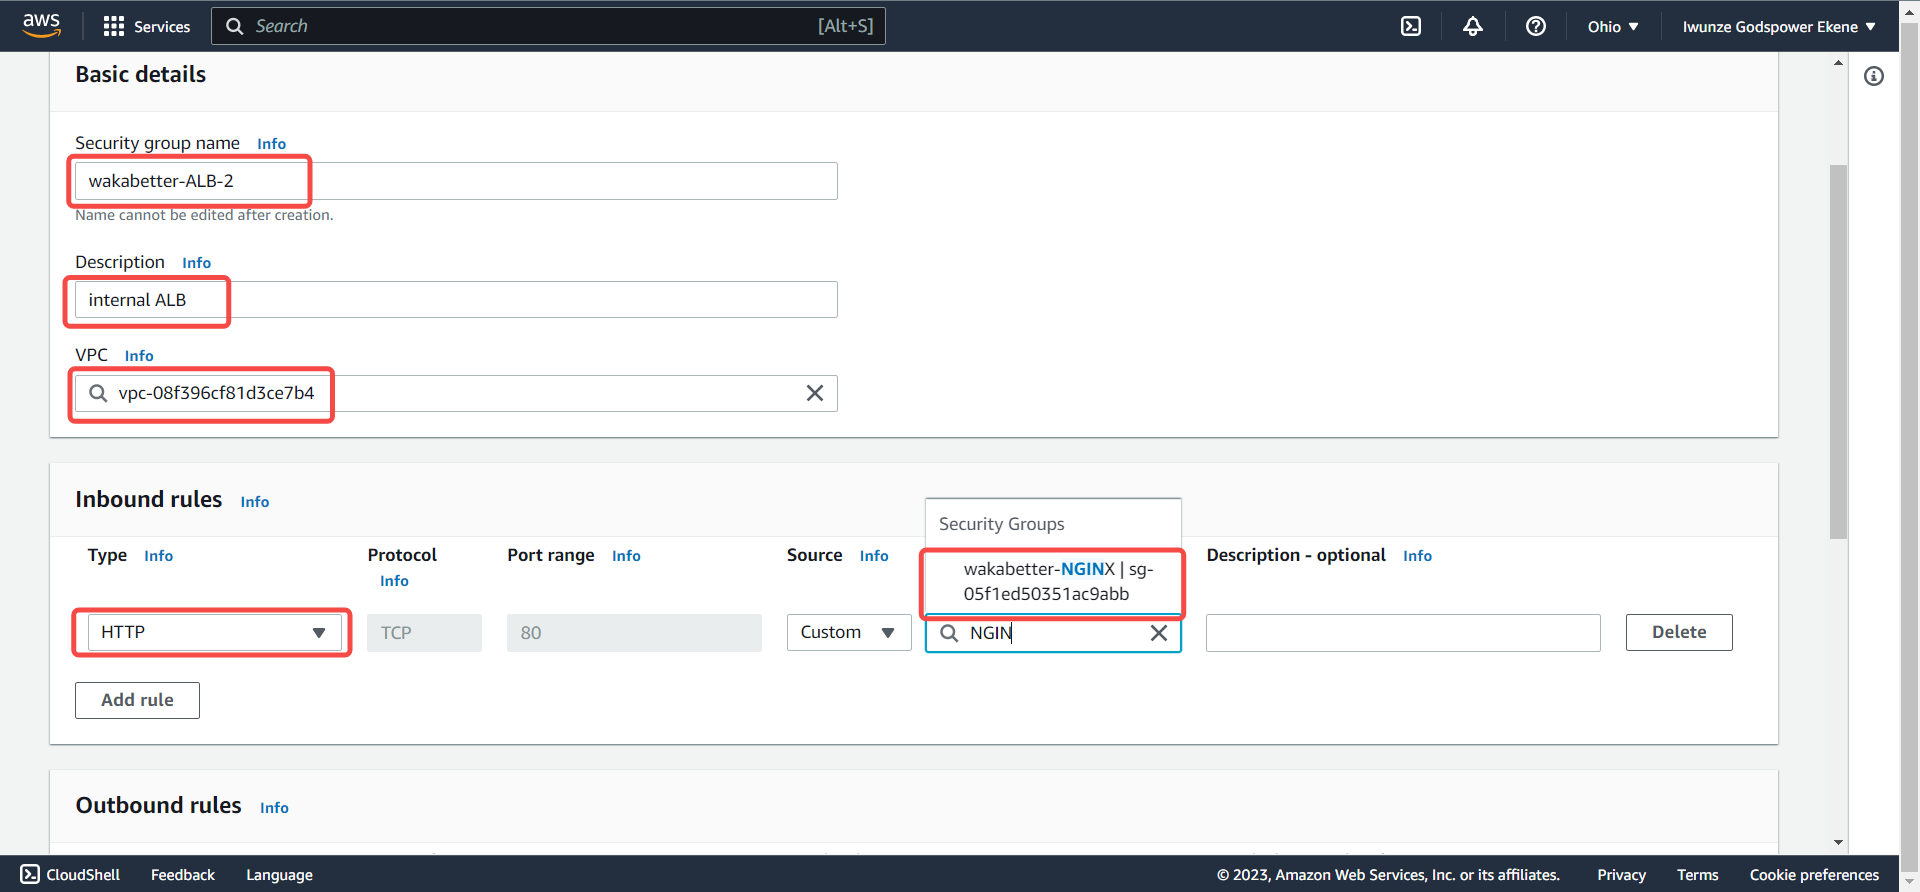 aws
Services
Search
[Alt+S]
Ohio
Iwunze Godspower Ekene
Basic details
Security group name Info
wakabetter-ALB-2
Name cannot be edited after creation.
Description Info
internal ALB
VPC Info
vpc-08f396cf81d3ce7b4
Inbound rules Info
Security Groups
Type Info
Protocol
Info
Port range Info
Source Info
Description - optional Info
wakabetter-NGINX | sg-
05f1ed50351ac9abb
HTTP
TCP
80
Custom
NGIN
Delete
Add rule
Outbound rules Info
CloudShell
Feedback
Language
© 2023, Amazon Web Services, Inc. or its affiliates.
Privacy
Terms
Cookie preferences